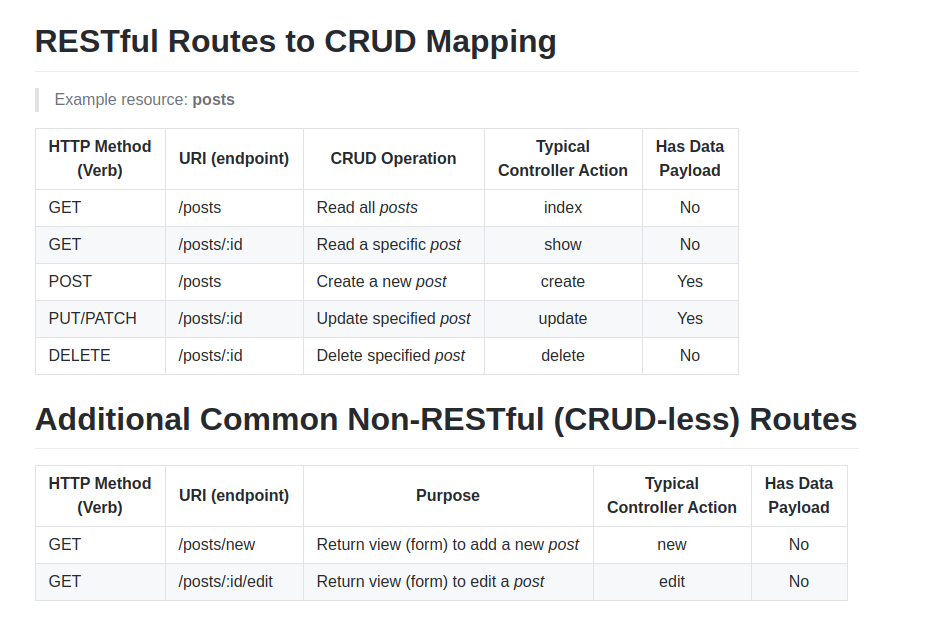 RESTful Routes to CRUD Mapping
Example resource: posts
HTTP Method (Verb) URI (endpoint) CRUD Operation Typical Controller Action Has Data Payload
GET /posts Read all posts index No
GET /posts/:id Read a specific post show No
POST /posts Create a new post create Yes
PUT/PATCH /posts/:id Update specified post update Yes
DELETE /posts/:id Delete specified post delete No
Additional Common Non-RESTful (CRUD-less) Routes
HTTP Method (Verb) URI (endpoint) Purpose Typical Controller Action Has Data Payload
GET /posts/new Return view (form) to add a new post new No
GET /posts/:id/edit Return view (form) to edit a post edit No